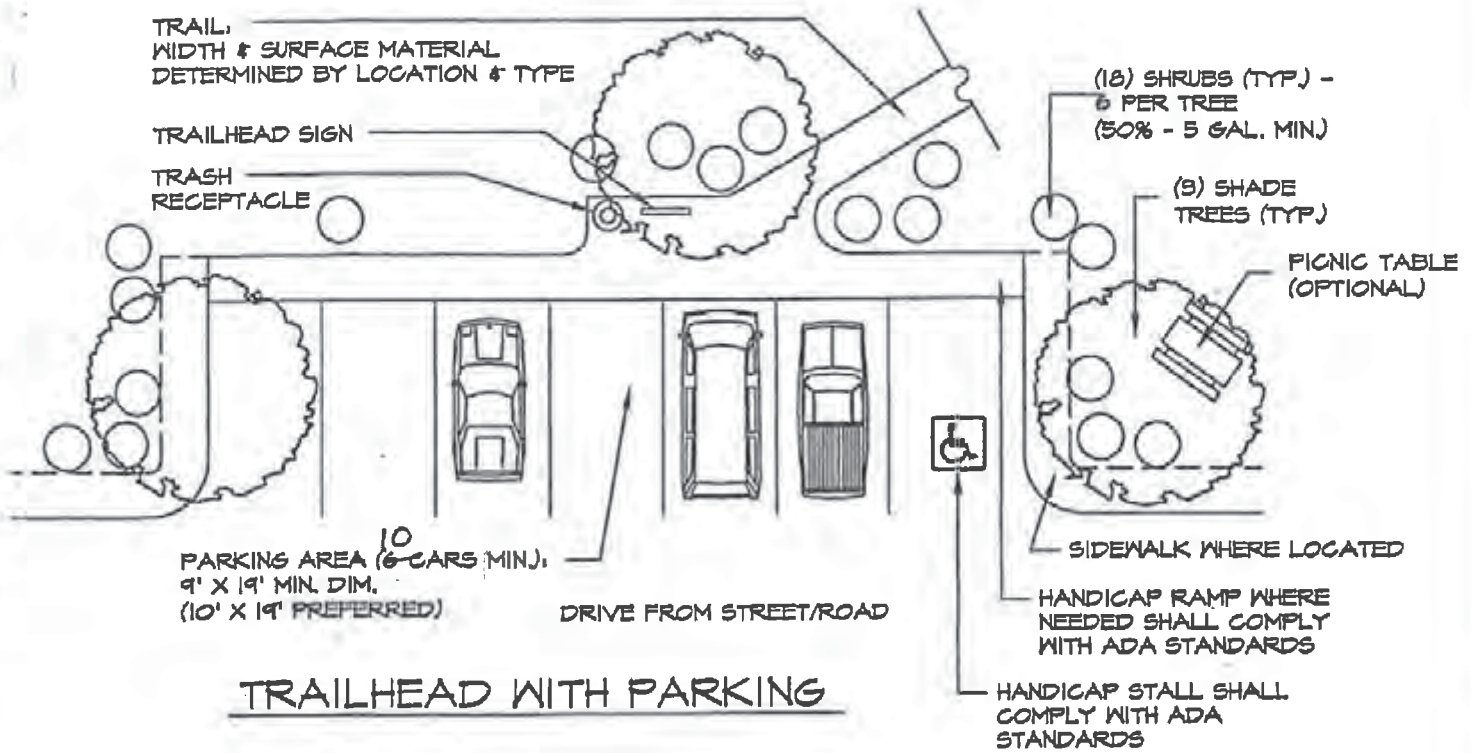 TRAIL,
WIDTH & SURFACE MATERIAL
DETERMINED BY LOCATION & TYPE
TRAILHEAD SIGN
TRASH
RECEPTACLE
(18) SHRUBS (TYP.) -
6 PER TREE
(50% - 5 GAL. MIN.)
(3) SHADE
TREES (TYP.)
PICNIC TABLE
(OPTIONAL)
10
PARKING AREA (6 CARS MIN.),
9' X 19' MIN. DIM.
(10' X 19' PREFERRED)
DRIVE FROM STREET/ROAD
SIDEWALK WHERE LOCATED
HANDICAP RAMP WHERE
NEEDED SHALL COMPLY
WITH ADA STANDARDS
HANDICAP STALL SHALL
COMPLY WITH ADA
STANDARDS
TRAILHEAD WITH PARKING